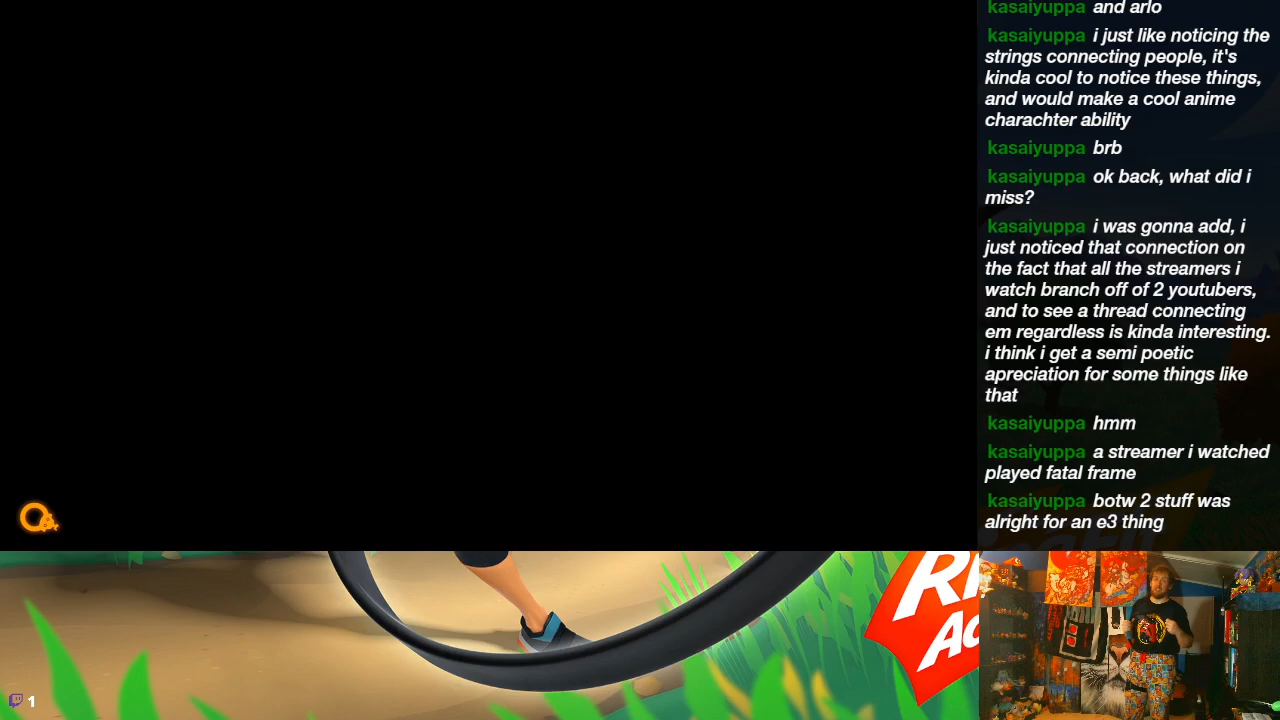 kasaiyuppa and arlo
kasaiyuppa i just like noticing the
strings connecting people, it's
kinda cool to notice these things,
and would make a cool anime
charachter ability
kasaiyuppa brb
kasaiyuppa ok back, what did i
miss?
kasaiyuppa i was gonna add, i
just noticed that connection on
the fact that all the streamers i
watch branch off of 2 youtubers,
and to see a thread connecting
em regardless is kinda interesting.
i think i get a semi poetic
apreciation for some things like
that
kasaiyuppa hmm
kasaiyuppa a streamer i watched
played fatal frame
kasaiyuppa botw 2 stuff was
alright for an e3 thing
1